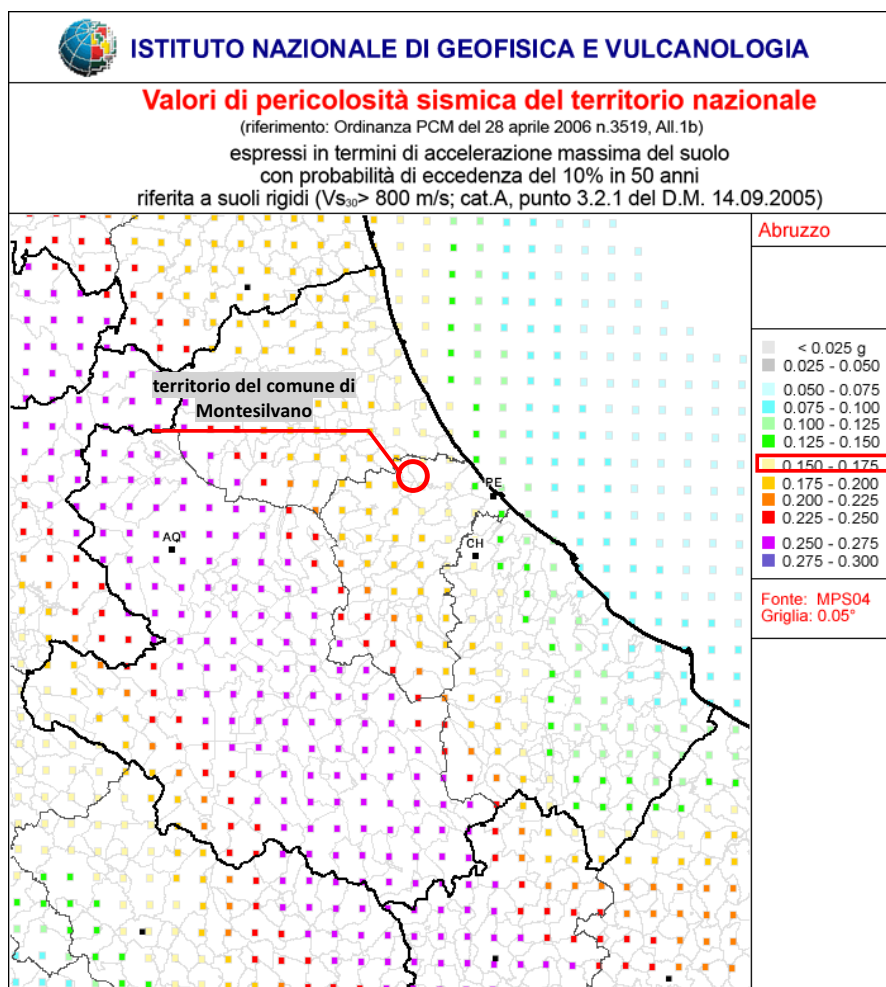 ISTITUTO NAZIONALE DI GEOFISICA E VULCANOLOGIA
Valori di pericolosità sismica del territorio nazionale
(riferimento: Ordinanza PCM del 28 aprile 2006 n.3519, All.1b)
espressi in termini di accelerazione massima del suolo
con probabilità di eccedenza del 10% in 50 anni
riferita a suoli rigidi (Vs₃₀> 800 m/s; cat.A, punto 3.2.1 del D.M. 14.09.2005)
Abruzzo
< 0.025 g
0.025 - 0.050
0.050 - 0.075
0.075 - 0.100
0.100 - 0.125
0.125 - 0.150
0.150 - 0.175
0.175 - 0.200
0.200 - 0.225
0.225 - 0.250
0.250 - 0.275
0.275 - 0.300
Fonte: MPS04
Griglia: 0.05°
territorio del comune di
Montesilvano
PE
AQ
CH